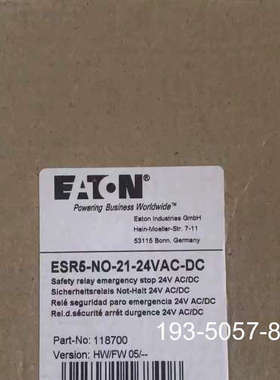 EATON
Powering Business Worldwide™
Eaton Industries GmbH
Hein-Moeller-Str. 7-11
53115 Bonn, Germany
ESR5-NO-21-24VAC-DC
Safety relay emergency stop 24V AC/DC
Sicherheitsrelais Not-Halt 24V AC/DC
Relé seguridad paro emergencia 24V AC/DC
Rel.d.sécurité arrêt durgence 24V AC/DC
193-5057-8
Part-No: 118700
Version: HW/FW 05/--